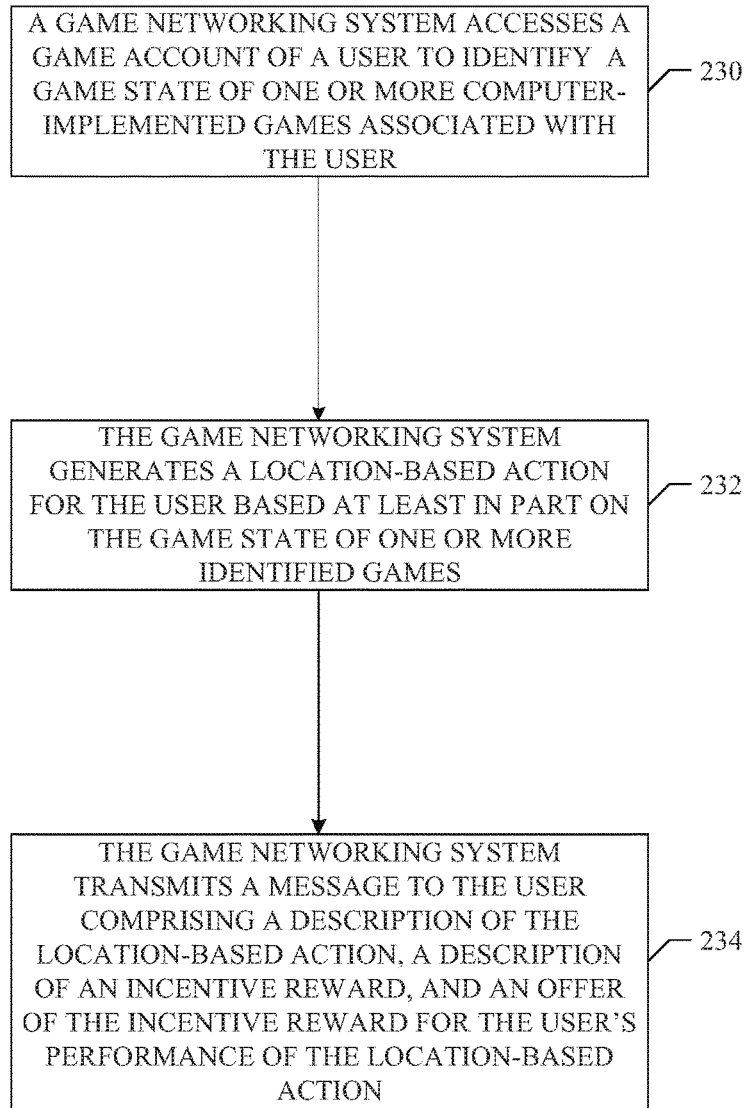 A GAME NETWORKING SYSTEM ACCESSES A
GAME ACCOUNT OF A USER TO IDENTIFY A
GAME STATE OF ONE OR MORE COMPUTER-
IMPLEMENTED GAMES ASSOCIATED WITH
THE USER
230
THE GAME NETWORKING SYSTEM
GENERATES A LOCATION-BASED ACTION
FOR THE USER BASED AT LEAST IN PART ON
THE GAME STATE OF ONE OR MORE
IDENTIFIED GAMES
232
THE GAME NETWORKING SYSTEM
TRANSMITS A MESSAGE TO THE USER
COMPRISING A DESCRIPTION OF THE
LOCATION-BASED ACTION, A DESCRIPTION
OF AN INCENTIVE REWARD, AND AN OFFER
OF THE INCENTIVE REWARD FOR THE USER'S
PERFORMANCE OF THE LOCATION-BASED
ACTION
234